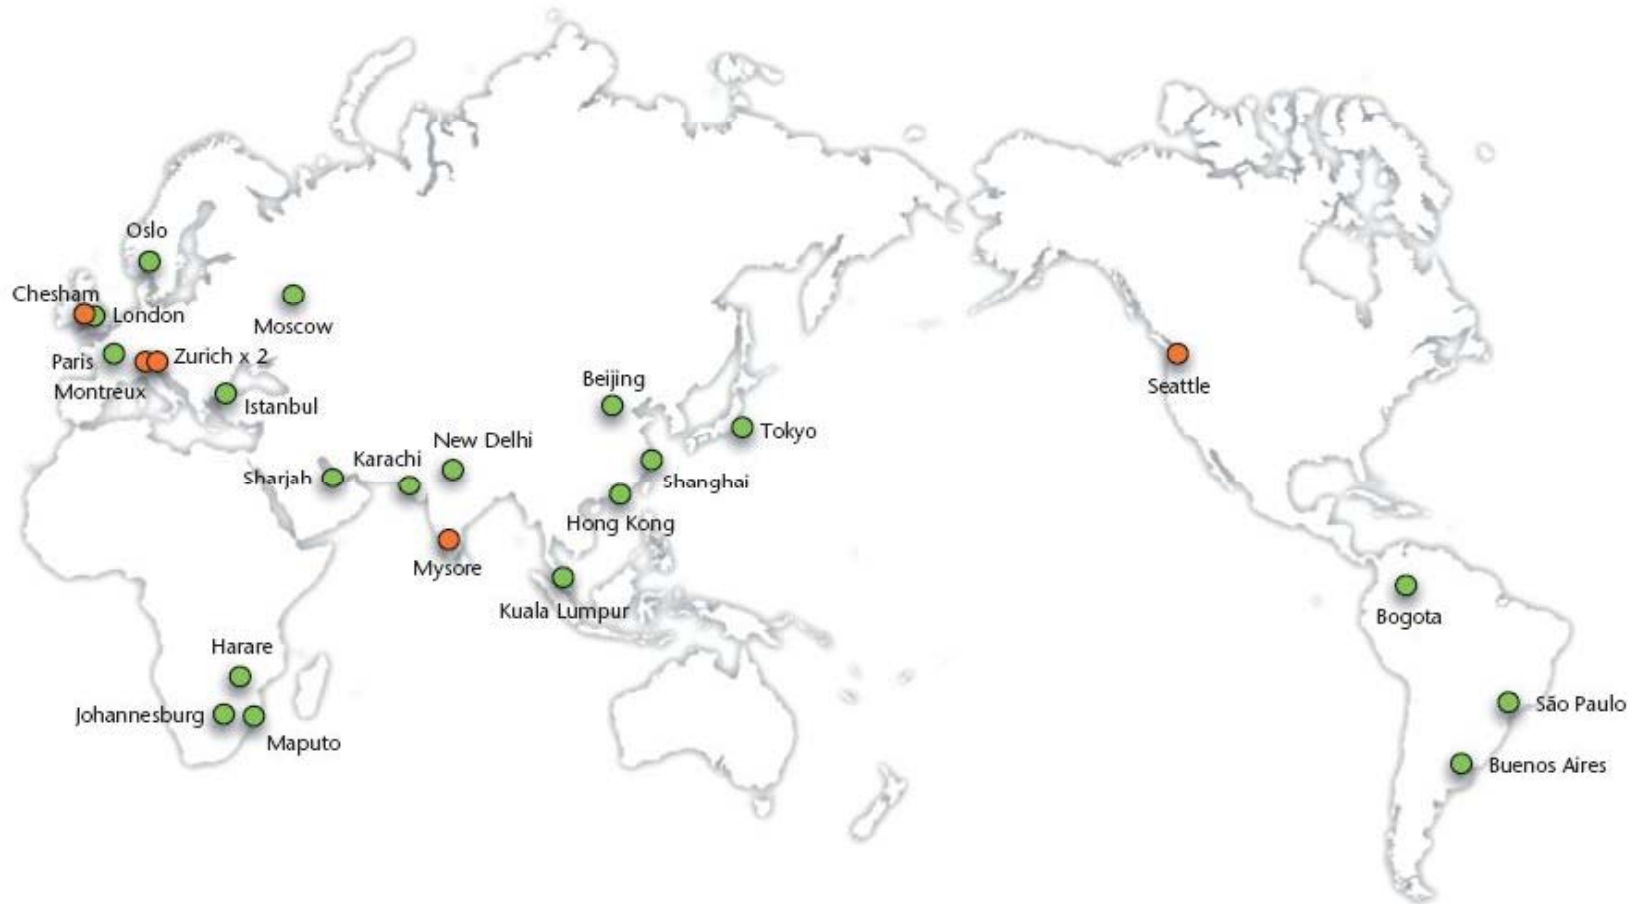 Oslo
Chesham
London
Moscow
Paris
Zurich x 2
Montreux
Istanbul
Beijing
Tokyo
New Delhi
Karachi
Sharjah
Shanghai
Hong Kong
Mysore
Kuala Lumpur
Seattle
Bogota
Harare
Johannesburg
Maputo
São Paulo
Buenos Aires